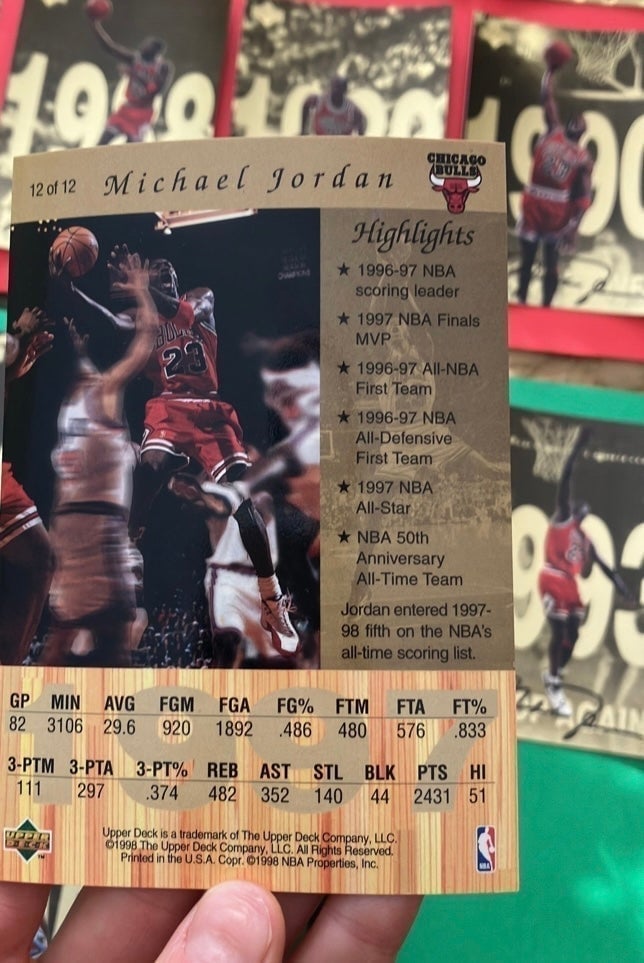 1998
1990
12 of 12 Michael Jordan
CHICAGO
BULLS
Highlights
★ 1996-97 NBA
scoring leader
★ 1997 NBA Finals
MVP
★ 1996-97 All-NBA
First Team
★ 1996-97 NBA
All-Defensive
First Team
★ 1997 NBA
All-Star
★ NBA 50th
Anniversary
All-Time Team
Jordan entered 1997-
98 fifth on the NBA's
all-time scoring list.
BULLS
23
993
1997
GP MIN AVG FGM FGA FG% FTM FTA FT%
82 3106 29.6 920 1892 .486 480 576 .833
3-PTM 3-PTA 3-PT% REB AST STL BLK PTS HI
111 297 .374 482 352 140 44 2431 51
UPPER
DECK
TM
Upper Deck is a trademark of The Upper Deck Company, LLC.
©1998 The Upper Deck Company, LLC. All Rights Reserved.
Printed in the U.S.A. Copr. ©1998 NBA Properties, Inc.
NBA